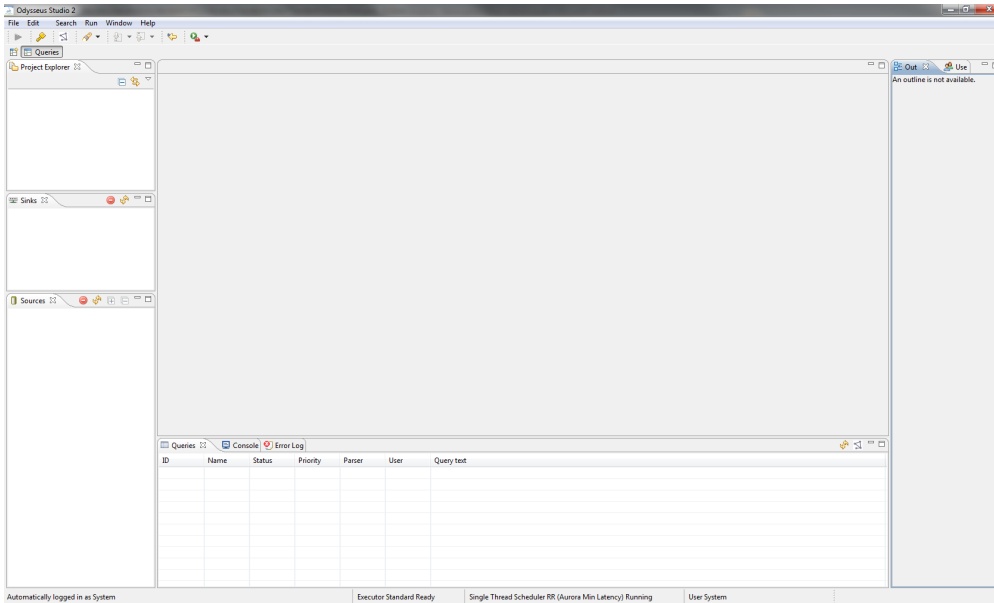 Odysseus Studio 2
File Edit Search Run Window Help
Queries
Project Explorer
Out Use
An outline is not available.
Sinks
Sources
Queries Console Error Log
ID Name Status Priority Parser User Query text
Automatically logged in as System Executor Standard Ready Single Thread Scheduler RR (Aurora Min Latency) Running User System